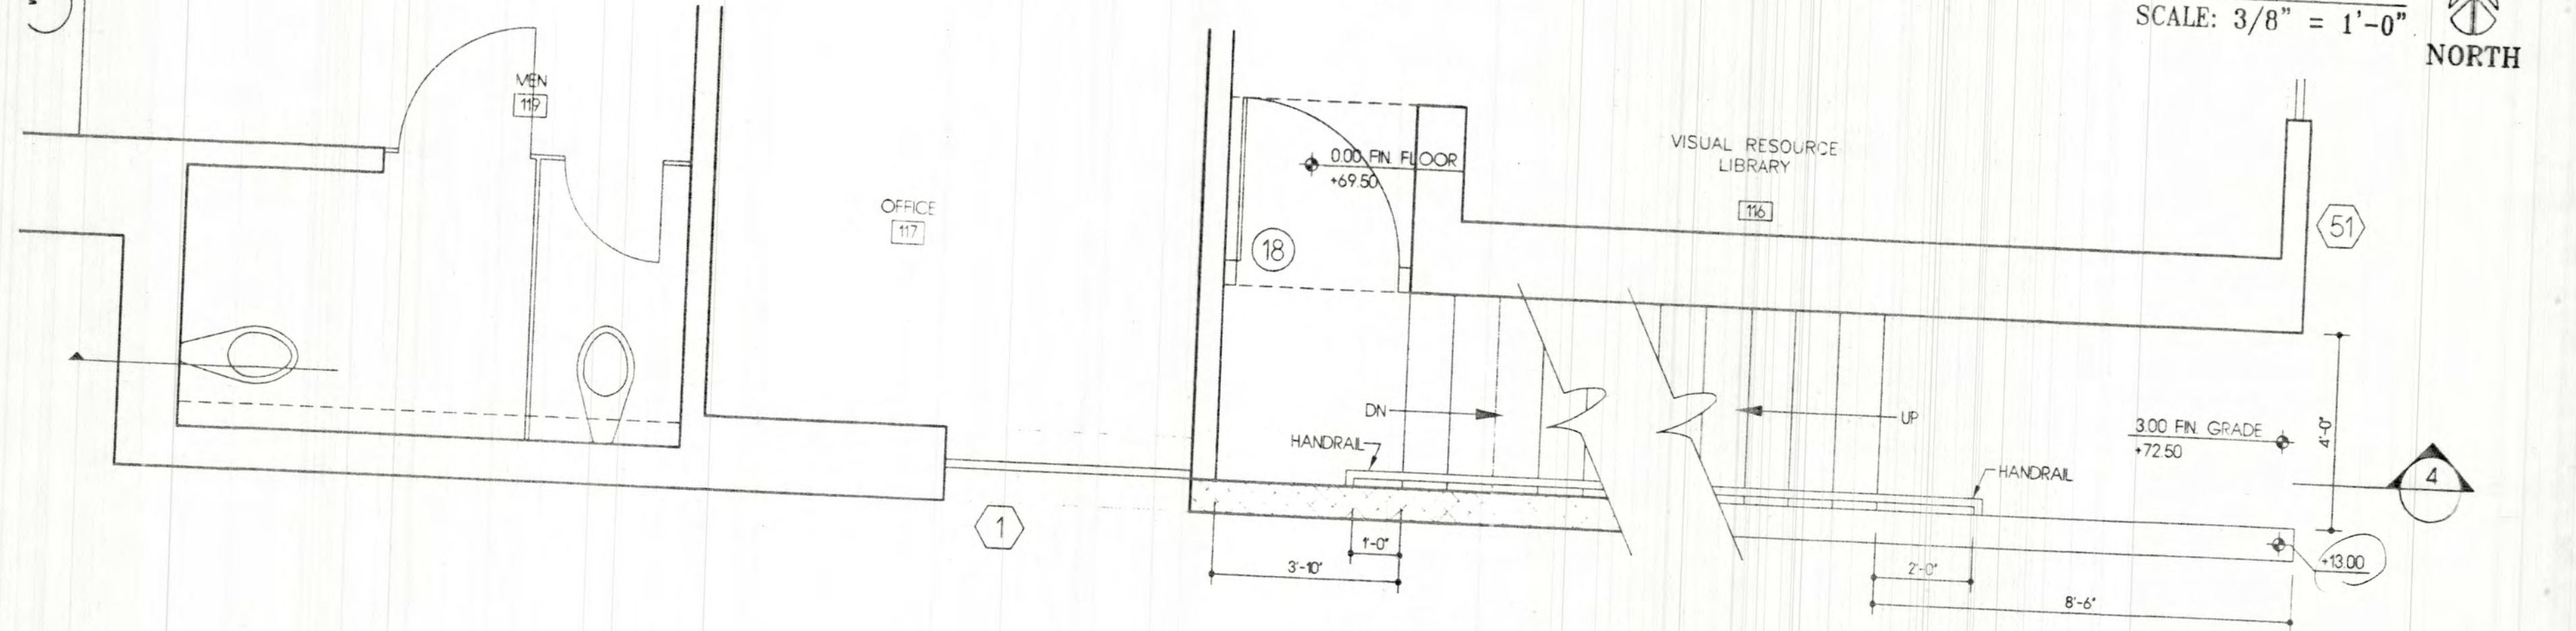 SCALE: 3/8” = 1'-0”
NORTH
MEN
119
OFFICE
117
0.00 FIN. FLOOR
+69.50
18
VISUAL RESOURCE
LIBRARY
116
51
DN
UP
HANDRAIL
HANDRAIL
3.00 FIN. GRADE
+72.50
4'-0"
4
1
1'-0"
3'-10"
2'-0"
8'-6"
+13.00